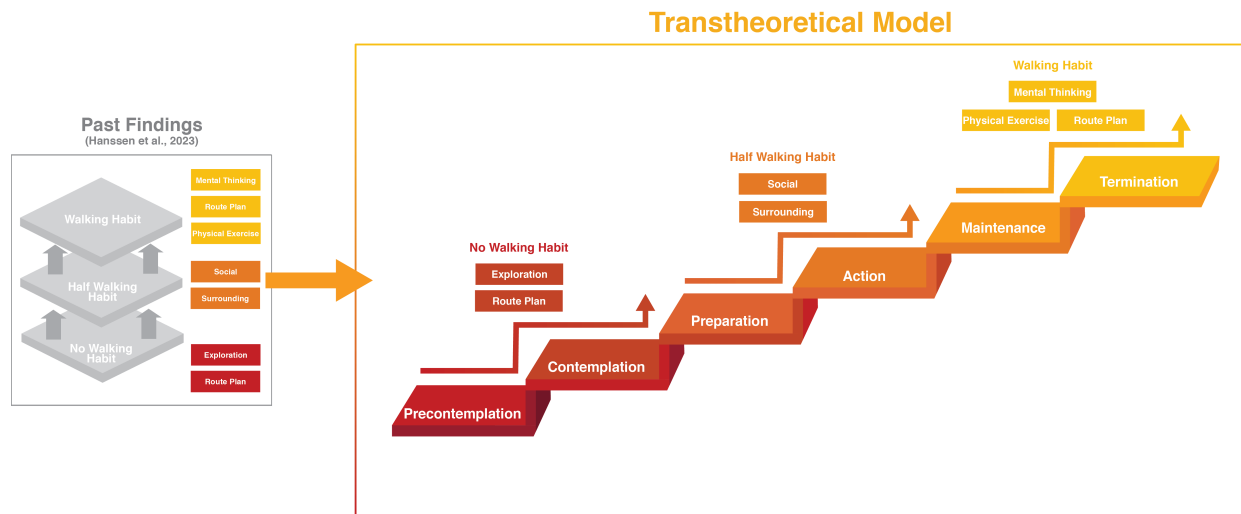 Transtheoretical Model
Past Findings
(Hanssen et al., 2023)
Walking Habit
Half Walking
Habit
No Walking
Habit
Mental Thinking
Route Plan
Physical Exercise
Social
Surrounding
Exploration
Route Plan
No Walking Habit
Exploration
Route Plan
Half Walking Habit
Social
Surrounding
Walking Habit
Mental Thinking
Physical Exercise
Route Plan
Precontemplation
Contemplation
Preparation
Action
Maintenance
Termination